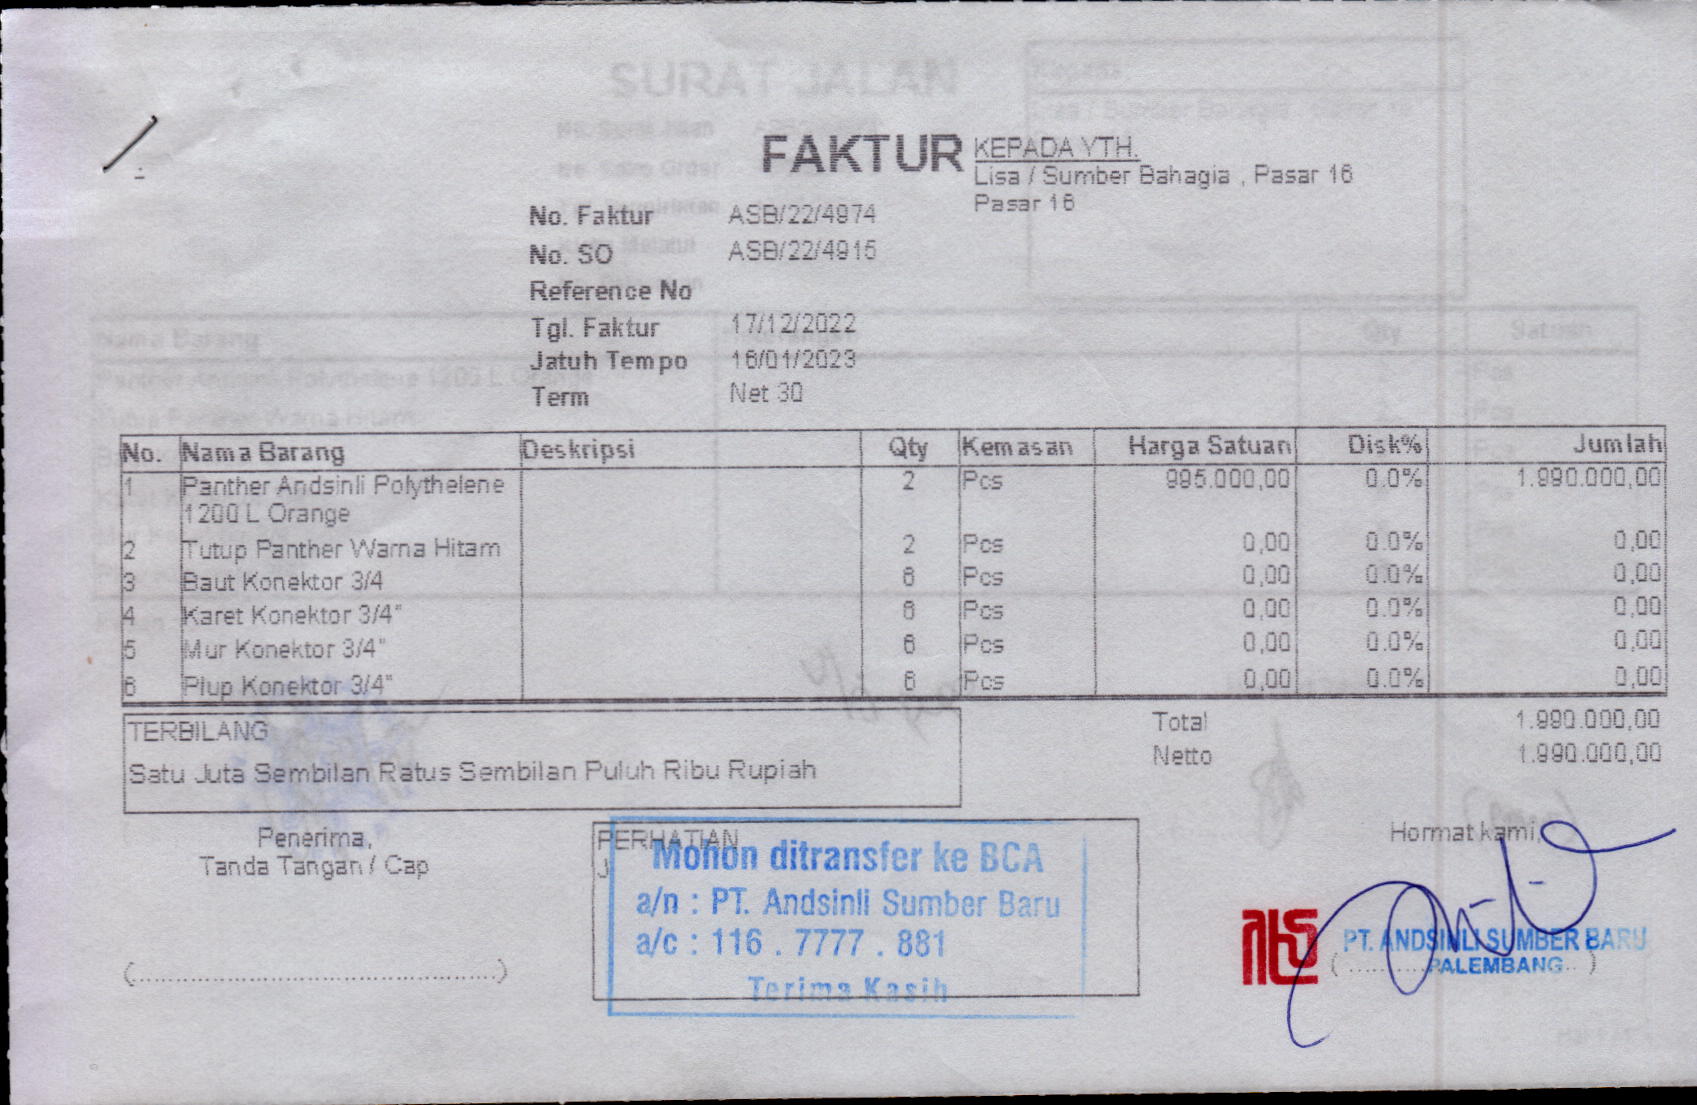 FAKTUR
KEPADA YTH.
Lisa / Sumber Bahagia , Pasar 16
Pasar 16
No. Faktur ASB/22/4974
No. SO ASB/22/4915
Reference No
Tgl. Faktur 17/12/2022
Jatuh Tempo 16/01/2023
Term Net 30
No. Nama Barang Deskripsi Qty Kemasan Harga Satuan Disk% Jumlah
1 Panther Andsinli Polythelene 2 Pcs 995.000,00 0.0% 1.990.000,00
1200 L Orange
2 Tutup Panther Warna Hitam 2 Pcs 0,00 0.0% 0,00
3 Baut Konektor 3/4 6 Pcs 0,00 0.0% 0,00
4 Karet Konektor 3/4" 6 Pcs 0,00 0.0% 0,00
5 Mur Konektor 3/4" 6 Pcs 0,00 0.0% 0,00
6 Plup Konektor 3/4" 6 Pcs 0,00 0.0% 0,00
TERBILANG
Satu Juta Sembilan Ratus Sembilan Puluh Ribu Rupiah
Total 1.990.000,00
Netto 1.990.000,00
Penerima,
Tanda Tangan / Cap
PERHATIAN
Mohon ditransfer ke BCA
a/n : PT. Andsinli Sumber Baru
a/c : 116 . 7777 . 881
Terima Kasih
Hormat kami,
PT. ANDSINLI SUMBER BARU
PALEMBANG
SURAT JALAN
Nama Barang Qty Satuan